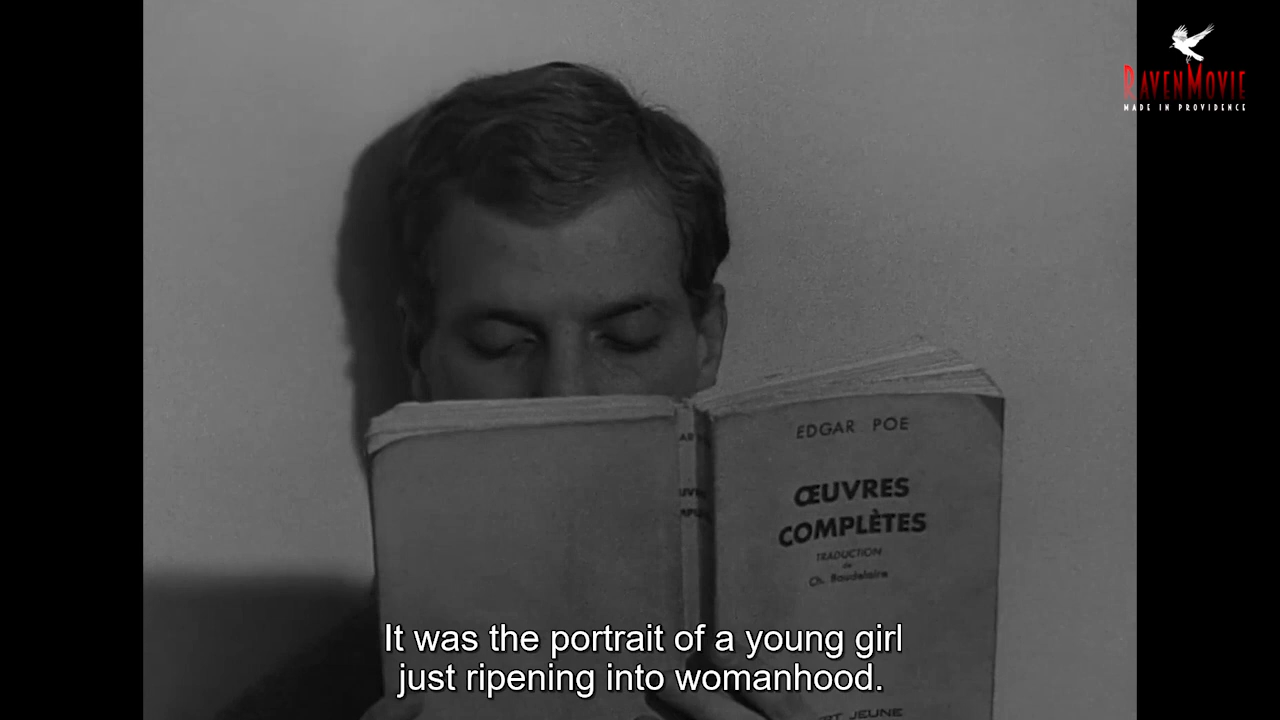 RAVENMOVIE
MADE IN PROVIDENCE
EDGAR POE
ŒUVRES
COMPLÈTES
TRADUCTION
de
Ch. Baudelaire
It was the portrait of a young girl
just ripening into womanhood.
JEUNE